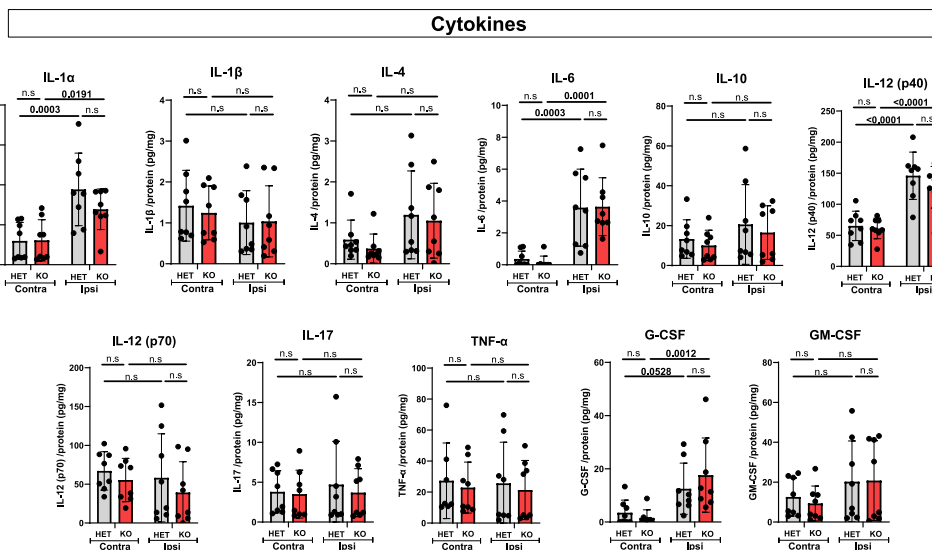 Cytokines
IL-1α
n.s 0.0191
0.0003 n.s
HET KO HET KO
Contra Ipsi
IL-1β
IL-1β/protein (pg/mg)
4
3
2
1
0
n.s n.s
n.s n.s
HET KO HET KO
Contra Ipsi
IL-4
IL-4 /protein (pg/mg)
4
3
2
1
0
n.s n.s
n.s n.s
HET KO HET KO
Contra Ipsi
IL-6
IL-6 /protein (pg/mg)
10
8
6
4
2
0
n.s 0.0001
0.0003 n.s
HET KO HET KO
Contra Ipsi
IL-10
IL-10 /protein (pg/mg)
60
40
20
0
n.s n.s
n.s n.s
HET KO HET KO
Contra Ipsi
IL-12 (p40)
IL-12 (p40) /protein (pg/mg)
250
200
150
100
50
0
n.s <0.0001
<0.0001 n.s
HET KO HET
Contra Ipsi
IL-12 (p70)
IL-12 (p70) /protein (pg/mg)
200
150
100
50
0
n.s n.s
n.s n.s
HET KO HET KO
Contra Ipsi
IL-17
IL-17 /protein (pg/mg)
20
15
10
5
0
n.s n.s
n.s n.s
HET KO HET KO
Contra Ipsi
TNF-α
TNF-α /protein (pg/mg)
100
80
60
40
20
0
n.s n.s
n.s n.s
HET KO HET KO
Contra Ipsi
G-CSF
G-CSF /protein (pg/mg)
60
40
20
0
n.s 0.0012
0.0528 n.s
HET KO HET KO
Contra Ipsi
GM-CSF
GM-CSF /protein (pg/mg)
80
60
40
20
0
n.s n.s
n.s n.s
HET KO HET KO
Contra Ipsi